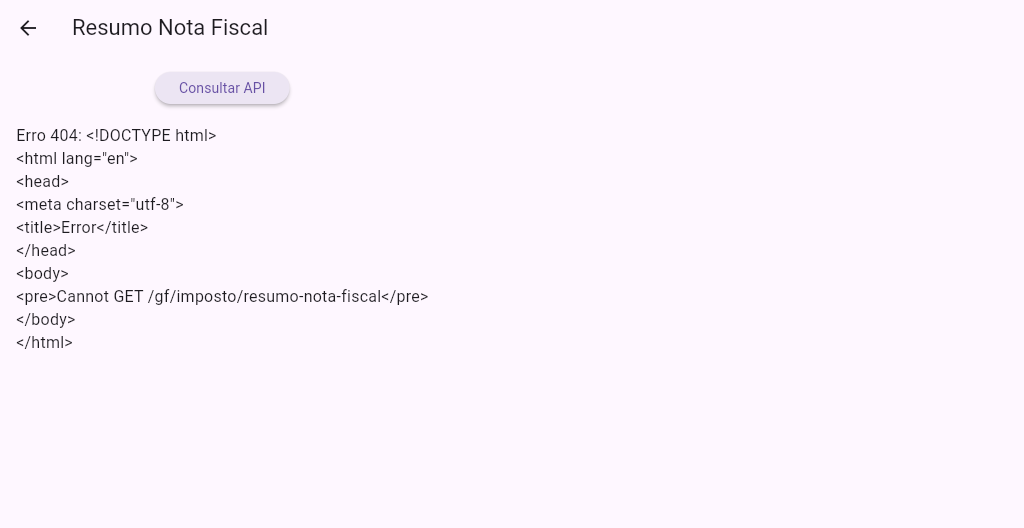 Resumo Nota Fiscal
Consultar API
Erro 404: <!DOCTYPE html>
<html lang="en">
<head>
<meta charset="utf-8">
<title>Error</title>
</head>
<body>
<pre>Cannot GET /gf/imposto/resumo-nota-fiscal</pre>
</body>
</html>